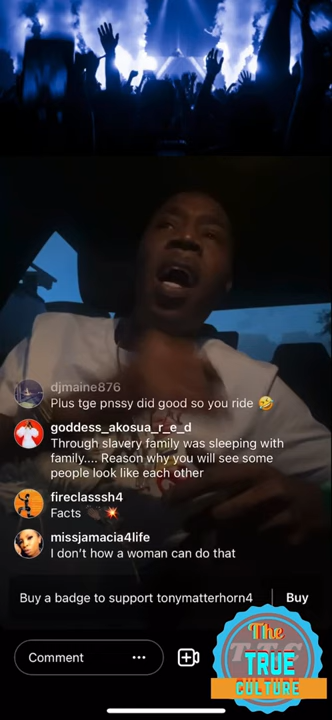 djmaine876
Plus tge pnssy did good so you ride 🤣
goddess_akosua_r_e_d
Through slavery family was sleeping with
family.... Reason why you will see some
people look like each other
fireclasssh4
Facts
missjamacia4life
I don't how a woman can do that
Buy a badge to support tonymatterhorn4
Buy
Comment
The
TRUE
CULTURE